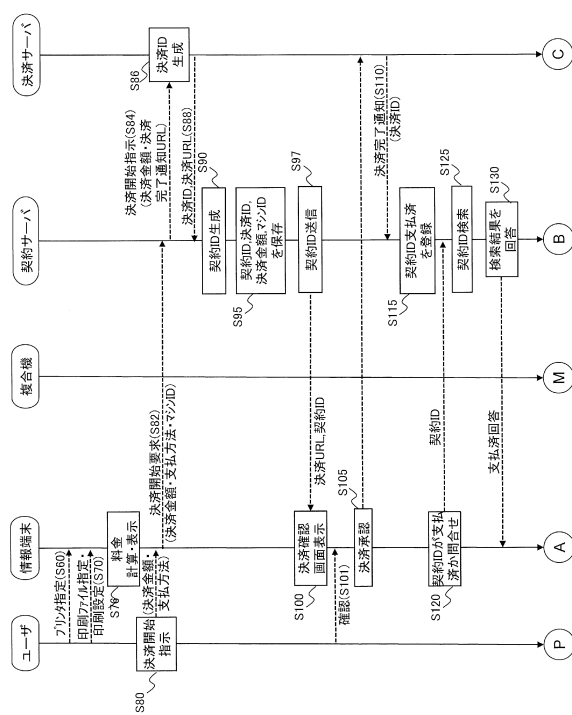 ユーザ
情報端末
複合機
契約サーバ
決済サーバ
プリンタ指定(S60)
印刷ファイル指定・
印刷設定(S70)
料金
計算・表示
S80
決済開始
指示
(決済金額・
支払方法)
決済開始要求(S82)
(決済金額・支払方法・マシンID)
決済開始指示(S84)
(決済金額・決済
完了通知URL)
S86
決済ID
生成
決済ID,決済URL(S88)
S90
契約ID生成
S95
契約ID,決済ID,
決済金額,マシンID
を保存
S97
契約ID送信
決済URL,契約ID
S100
決済確認
画面表示
確認(S101)
S105
決済承認
決済完了通知(S110)
(決済ID)
S115
契約ID支払済
を登録
S120
契約IDが支払
済か問合せ
契約ID
S125
契約ID検索
S130
検索結果を
回答
支払済回答
P
A
M
B
C